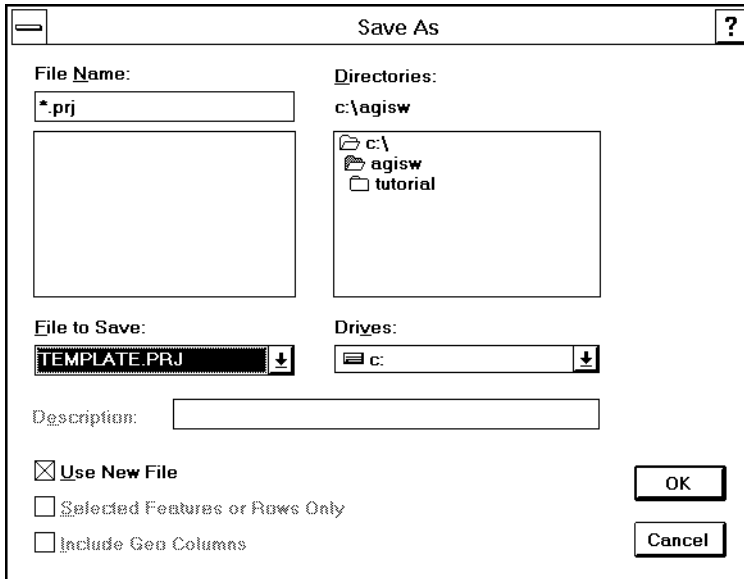 Save As
?
File Name:
*.prj
Directories:
c:\agisw
c:\
agisw
tutorial
File to Save:
TEMPLATE.PRJ
Drives:
c:
Description:
Use New File
Selected Features or Rows Only
Include Geo Columns
OK
Cancel